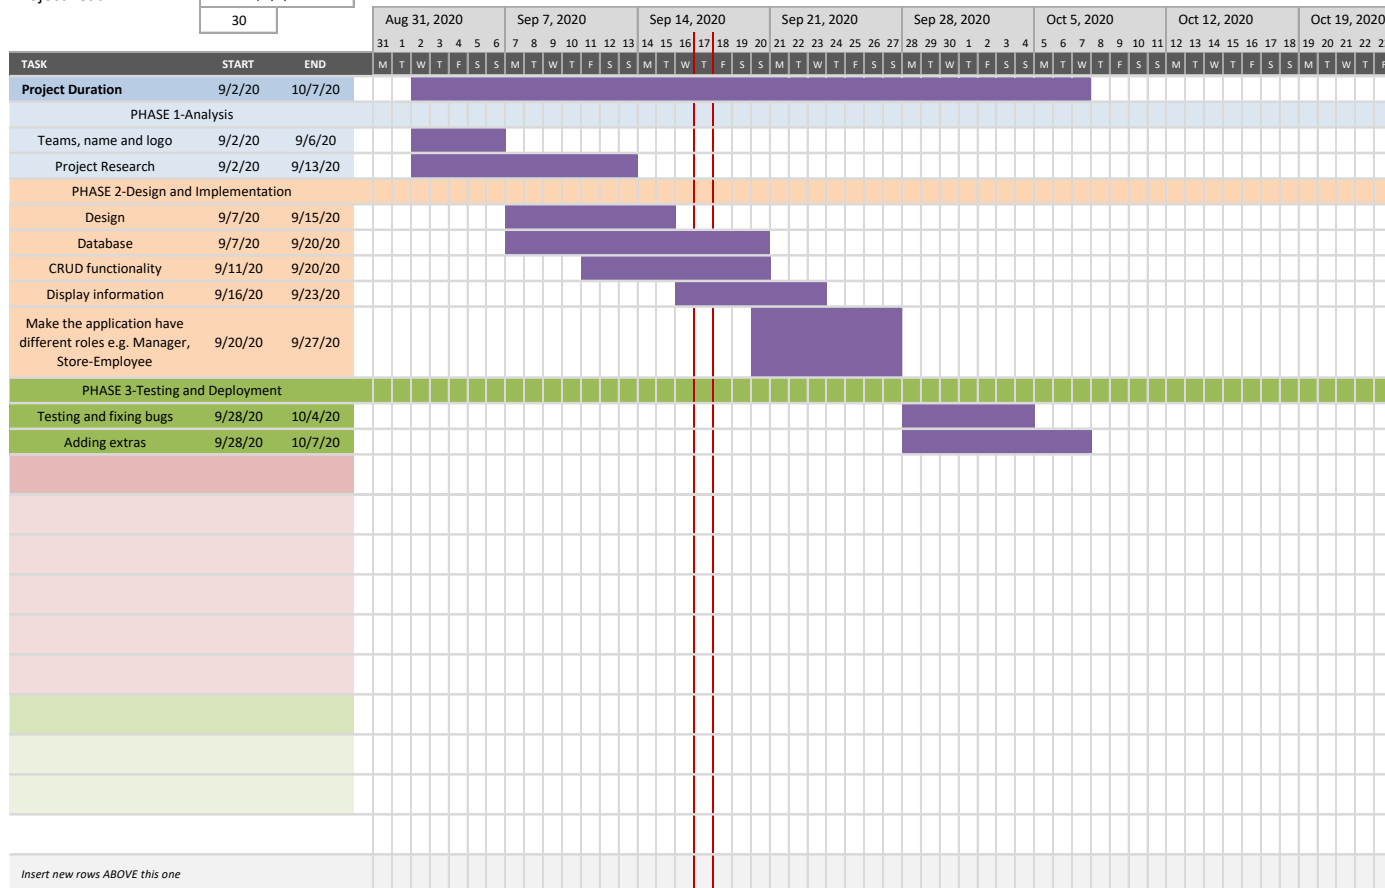 30
Aug 31, 2020 Sep 7, 2020 Sep 14, 2020 Sep 21, 2020 Sep 28, 2020 Oct 5, 2020 Oct 12, 2020 Oct 19, 2020
31 1 2 3 4 5 6 7 8 9 10 11 12 13 14 15 16 17 18 19 20 21 22 23 24 25 26 27 28 29 30 1 2 3 4 5 6 7 8 9 10 11 12 13 14 15 16 17 18 19 20 21 22
TASK START END M T W T F S S M T W T F S S M T W T F S S M T W T F S S M T W T F S S M T W T F S S M T W T F S S M T W T F
Project Duration 9/2/20 10/7/20
PHASE 1-Analysis
Teams, name and logo 9/2/20 9/6/20
Project Research 9/2/20 9/13/20
PHASE 2-Design and Implementation
Design 9/7/20 9/15/20
Database 9/7/20 9/20/20
CRUD functionality 9/11/20 9/20/20
Display information 9/16/20 9/23/20
Make the application have
different roles e.g. Manager, 9/20/20 9/27/20
Store-Employee
PHASE 3-Testing and Deployment
Testing and fixing bugs 9/28/20 10/4/20
Adding extras 9/28/20 10/7/20
Insert new rows ABOVE this one